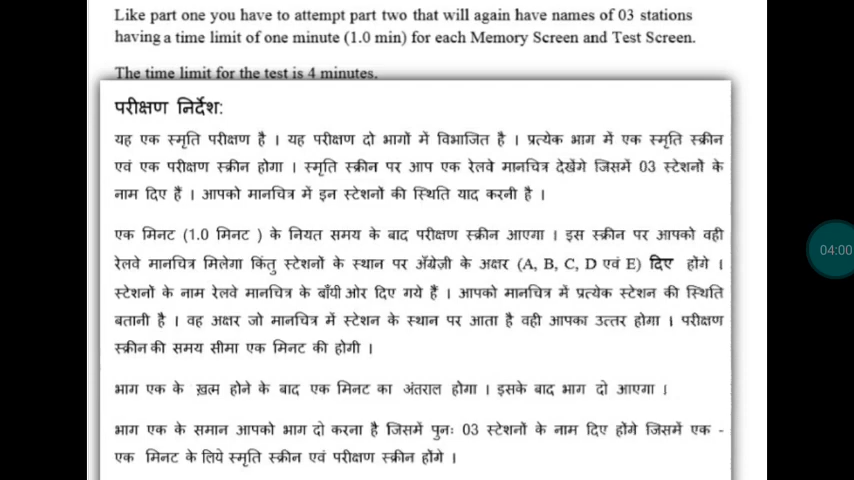 Like part one you have to attempt part two that will again have names of 03 stations
having a time limit of one minute (1.0 min) for each Memory Screen and Test Screen.
The time limit for the test is 4 minutes.
परीक्षण निर्देश:
यह एक स्मृति परीक्षण है । यह परीक्षण दो भागों में विभाजित है । प्रत्येक भाग में एक स्मृति स्क्रीन
एवं एक परीक्षण स्क्रीन होगा । स्मृति स्क्रीन पर आप एक रेलवे मानचित्र देखेंगे जिसमें 03 स्टेशनों के
नाम दिए हैं । आपको मानचित्र में इन स्टेशनों की स्थिति याद करनी है ।
एक मिनट (1.0 मिनट ) के नियत समय के बाद परीक्षण स्क्रीन आएगा । इस स्क्रीन पर आपको वही
रेलवे मानचित्र मिलेगा किंतु स्टेशनों के स्थान पर अँग्रेज़ी के अक्षर (A, B, C, D एवं E) दिए होंगे ।
स्टेशनों के नाम रेलवे मानचित्र के बाँयी ओर दिए गये हैं । आपको मानचित्र में प्रत्येक स्टेशन की स्थिति
बतानी है । वह अक्षर जो मानचित्र में स्टेशन के स्थान पर आता है वही आपका उत्तर होगा । परीक्षण
स्क्रीन की समय सीमा एक मिनट की होगी ।
भाग एक के ख़त्म होने के बाद एक मिनट का अंतराल होगा । इसके बाद भाग दो आएगा ।
भाग एक के समान आपको भाग दो करना है जिसमें पुनः 03 स्टेशनों के नाम दिए होंगे जिसमें एक -
एक मिनट के लिये स्मृति स्क्रीन एवं परीक्षण स्क्रीन होंगे ।
04:00